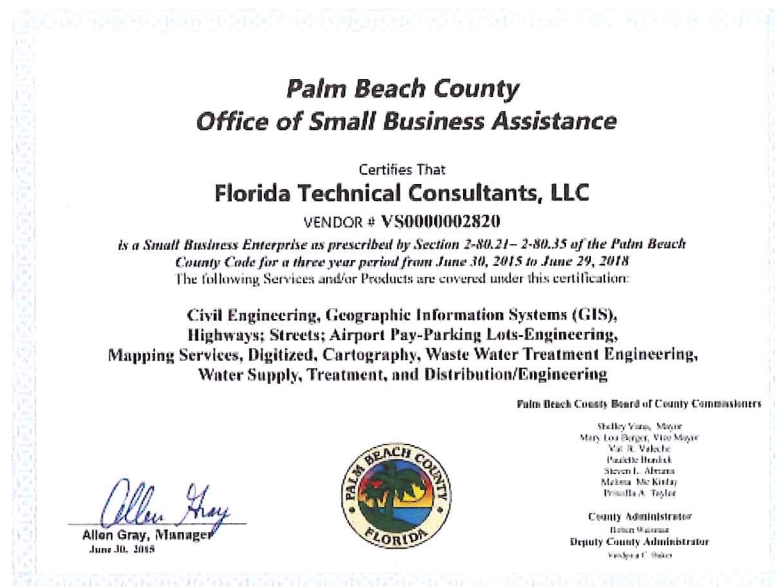 Palm Beach County
Office of Small Business Assistance
Certifies That
Florida Technical Consultants, LLC
VENDOR # VS0000002820
is a Small Business Enterprise as prescribed by Section 2-80.21– 2-80.35 of the Palm Beach
County Code for a three year period from June 30, 2015 to June 29, 2018
The following Services and/or Products are covered under this certification:
Civil Engineering, Geographic Information Systems (GIS),
Highways; Streets; Airport Pay-Parking Lots-Engineering,
Mapping Services, Digitized, Cartography, Waste Water Treatment Engineering,
Water Supply, Treatment, and Distribution/Engineering
Palm Beach County Board of County Commissioners
Shelley Vana, Mayor
Mary Lou Berger, Vice Mayor
Val R. Valeche
Paulette Burdick
Steven L. Abrams
Melissa Mc Kinlay
Priscilla A. Taylor
County Administrator
Robert Weisman
Deputy County Administrator
Baker
PALM BEACH COUNTY
FLORIDA
Allen Gray
Allen Gray, Manager
June 30, 2015